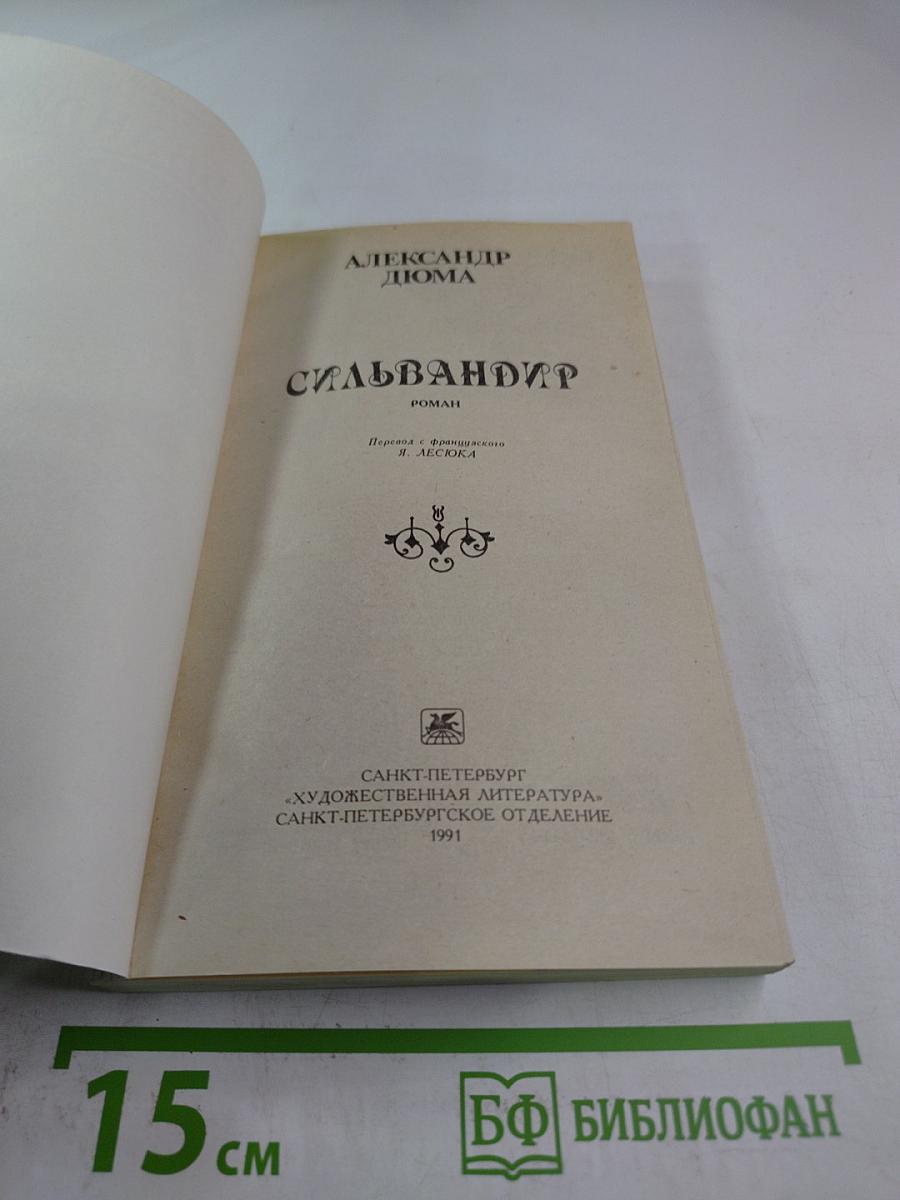 АЛЕКСАНДР
ДЮМА
СИЛЬВАНДИР
РОМАН
Перевод с французского
Я. ЛЕСЮКА
САНКТ-ПЕТЕРБУРГ
«ХУДОЖЕСТВЕННАЯ ЛИТЕРАТУРА»
САНКТ-ПЕТЕРБУРГСКОЕ ОТДЕЛЕНИЕ
1991
15 см
БФ БИБЛИОФАН